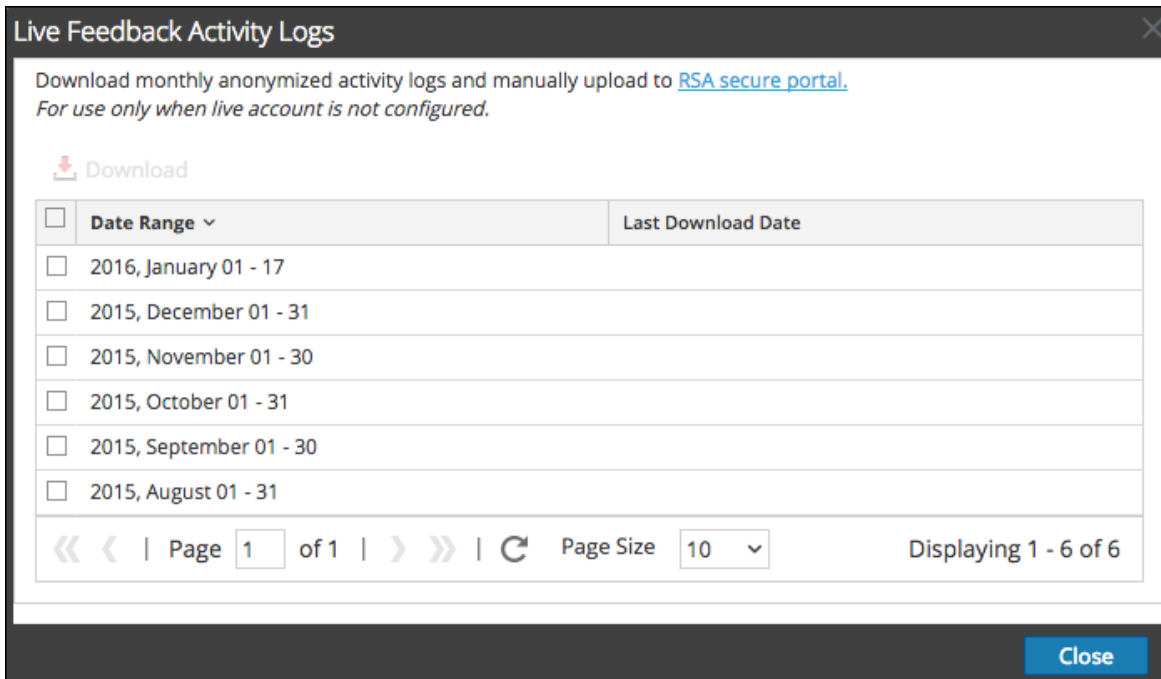 Live Feedback Activity Logs
Download monthly anonymized activity logs and manually upload to RSA secure portal.
For use only when live account is not configured.
Download
Date Range Last Download Date
2016, January 01 - 17
2015, December 01 - 31
2015, November 01 - 30
2015, October 01 - 31
2015, September 01 - 30
2015, August 01 - 31
| Page 1 of 1 | | Page Size 10 Displaying 1 - 6 of 6
Close